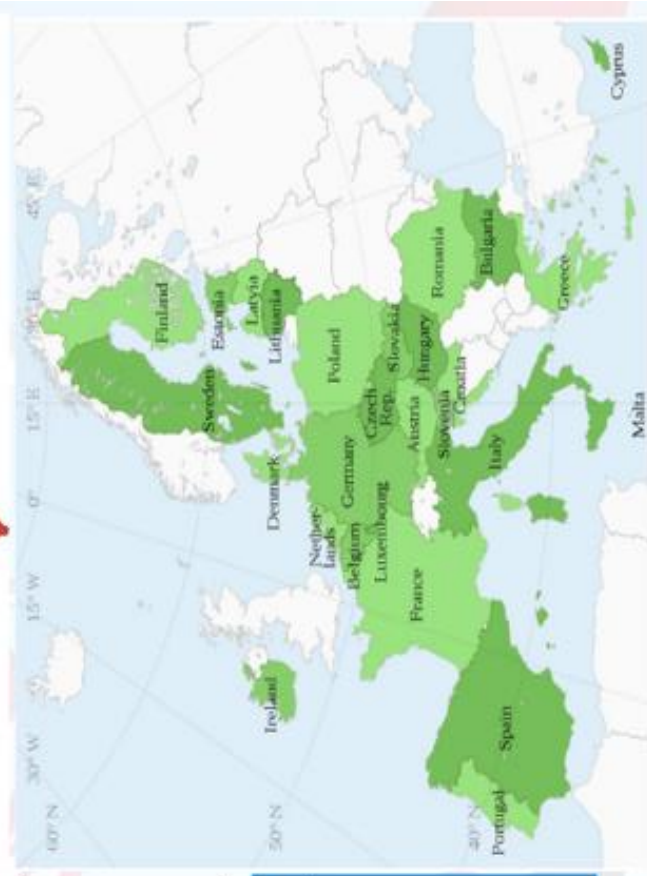 45° E
30° E
15° E
0°
15° W
30° W
60° N
50° N
40° N
Finland
Sweden
Estonia
Latvia
Lithuania
Denmark
Ireland
Nether-
lands
Belgium
Luxembourg
Germany
Poland
Czech
Rep.
Slovakia
Austria
Hungary
Slovenia
Croatia
Romania
Bulgaria
France
Italy
Greece
Spain
Portugal
Malta
Cyprus